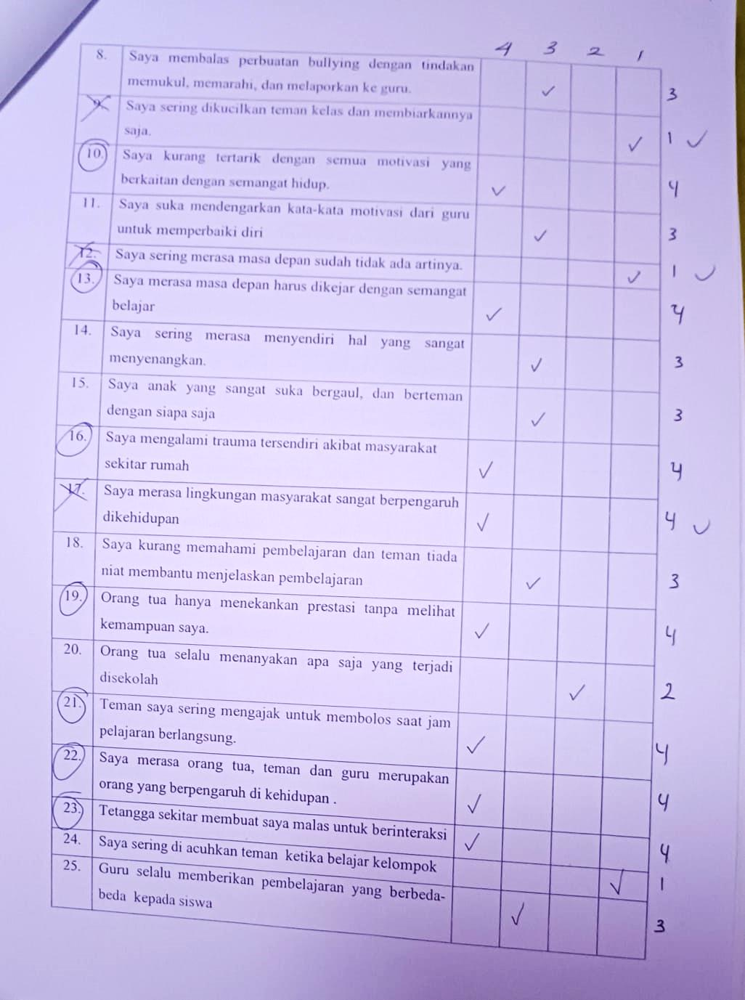 4 3 2 1
8. Saya membalas perbuatan bullying dengan tindakan
memukul, memarahi, dan melaporkan ke guru. ✓ 3
9. Saya sering dikucilkan teman kelas dan membiarkannya
saja. ✓ 1 ✓
10. Saya kurang tertarik dengan semua motivasi yang
berkaitan dengan semangat hidup. ✓ 4
11. Saya suka mendengarkan kata-kata motivasi dari guru
untuk memperbaiki diri ✓ 3
12. Saya sering merasa masa depan sudah tidak ada artinya. ✓ 1 ✓
13. Saya merasa masa depan harus dikejar dengan semangat
belajar ✓ 4
14. Saya sering merasa menyendiri hal yang sangat
menyenangkan. ✓ 3
15. Saya anak yang sangat suka bergaul, dan berteman
dengan siapa saja ✓ 3
16. Saya mengalami trauma tersendiri akibat masyarakat
sekitar rumah ✓ 4
17. Saya merasa lingkungan masyarakat sangat berpengaruh
dikehidupan ✓ 4 ✓
18. Saya kurang memahami pembelajaran dan teman tiada
niat membantu menjelaskan pembelajaran ✓ 3
19. Orang tua hanya menekankan prestasi tanpa melihat
kemampuan saya. ✓ 4
20. Orang tua selalu menanyakan apa saja yang terjadi
disekolah ✓ 2
21. Teman saya sering mengajak untuk membolos saat jam
pelajaran berlangsung. ✓ 4
22. Saya merasa orang tua, teman dan guru merupakan
orang yang berpengaruh di kehidupan . ✓ 4
23. Tetangga sekitar membuat saya malas untuk berinteraksi ✓ 4
24. Saya sering di acuhkan teman ketika belajar kelompok ✓ 1
25. Guru selalu memberikan pembelajaran yang berbeda-
beda kepada siswa ✓ 3